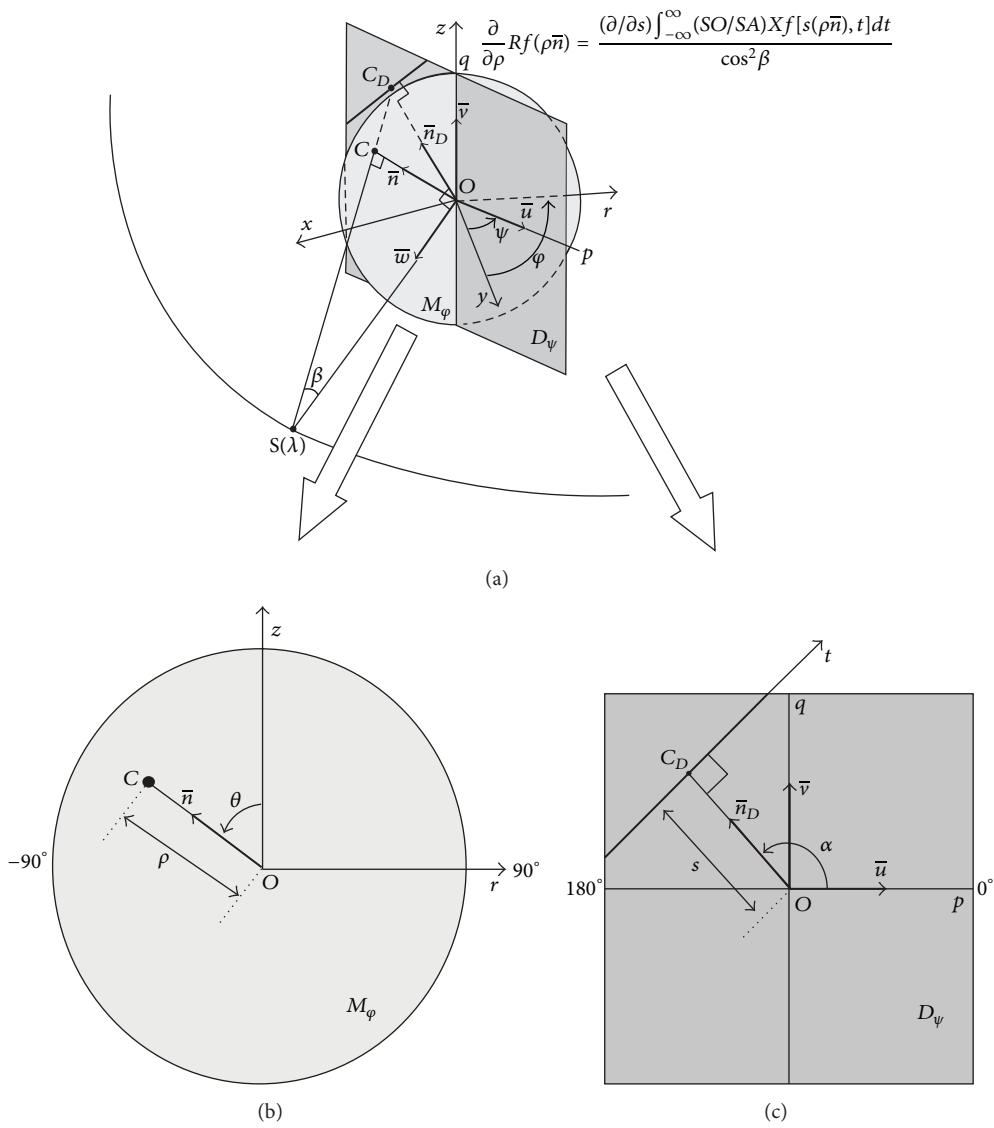 z
∂/∂ρ Rf(ρn̅) = (∂/∂s)∫_{-∞}^{∞}(SO/SA)Xf[s(ρn̅), t]dt / cos²β
q
C_D
v̅
n̅_D
C
n̅
O
u̅
r
x
ψ
w̅
φ
p
y
M_φ
D_ψ
β
S(λ)
(a)
z
C
n̅
θ
ρ
−90°
O
r
90°
M_φ
(b)
t
q
C_D
v̅
n̅_D
α
s
u̅
180°
O
p
0°
D_ψ
(c)